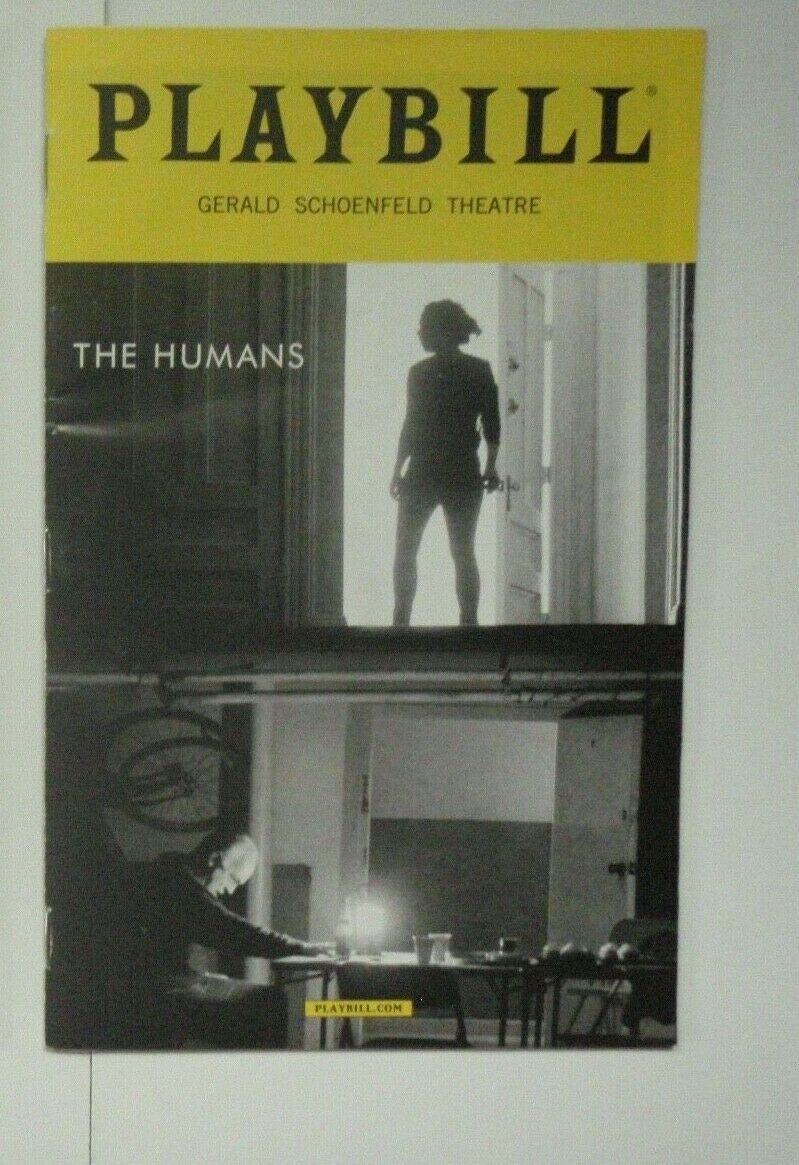 PLAYBILL®
GERALD SCHOENFELD THEATRE
THE HUMANS
PLAYBILL.COM